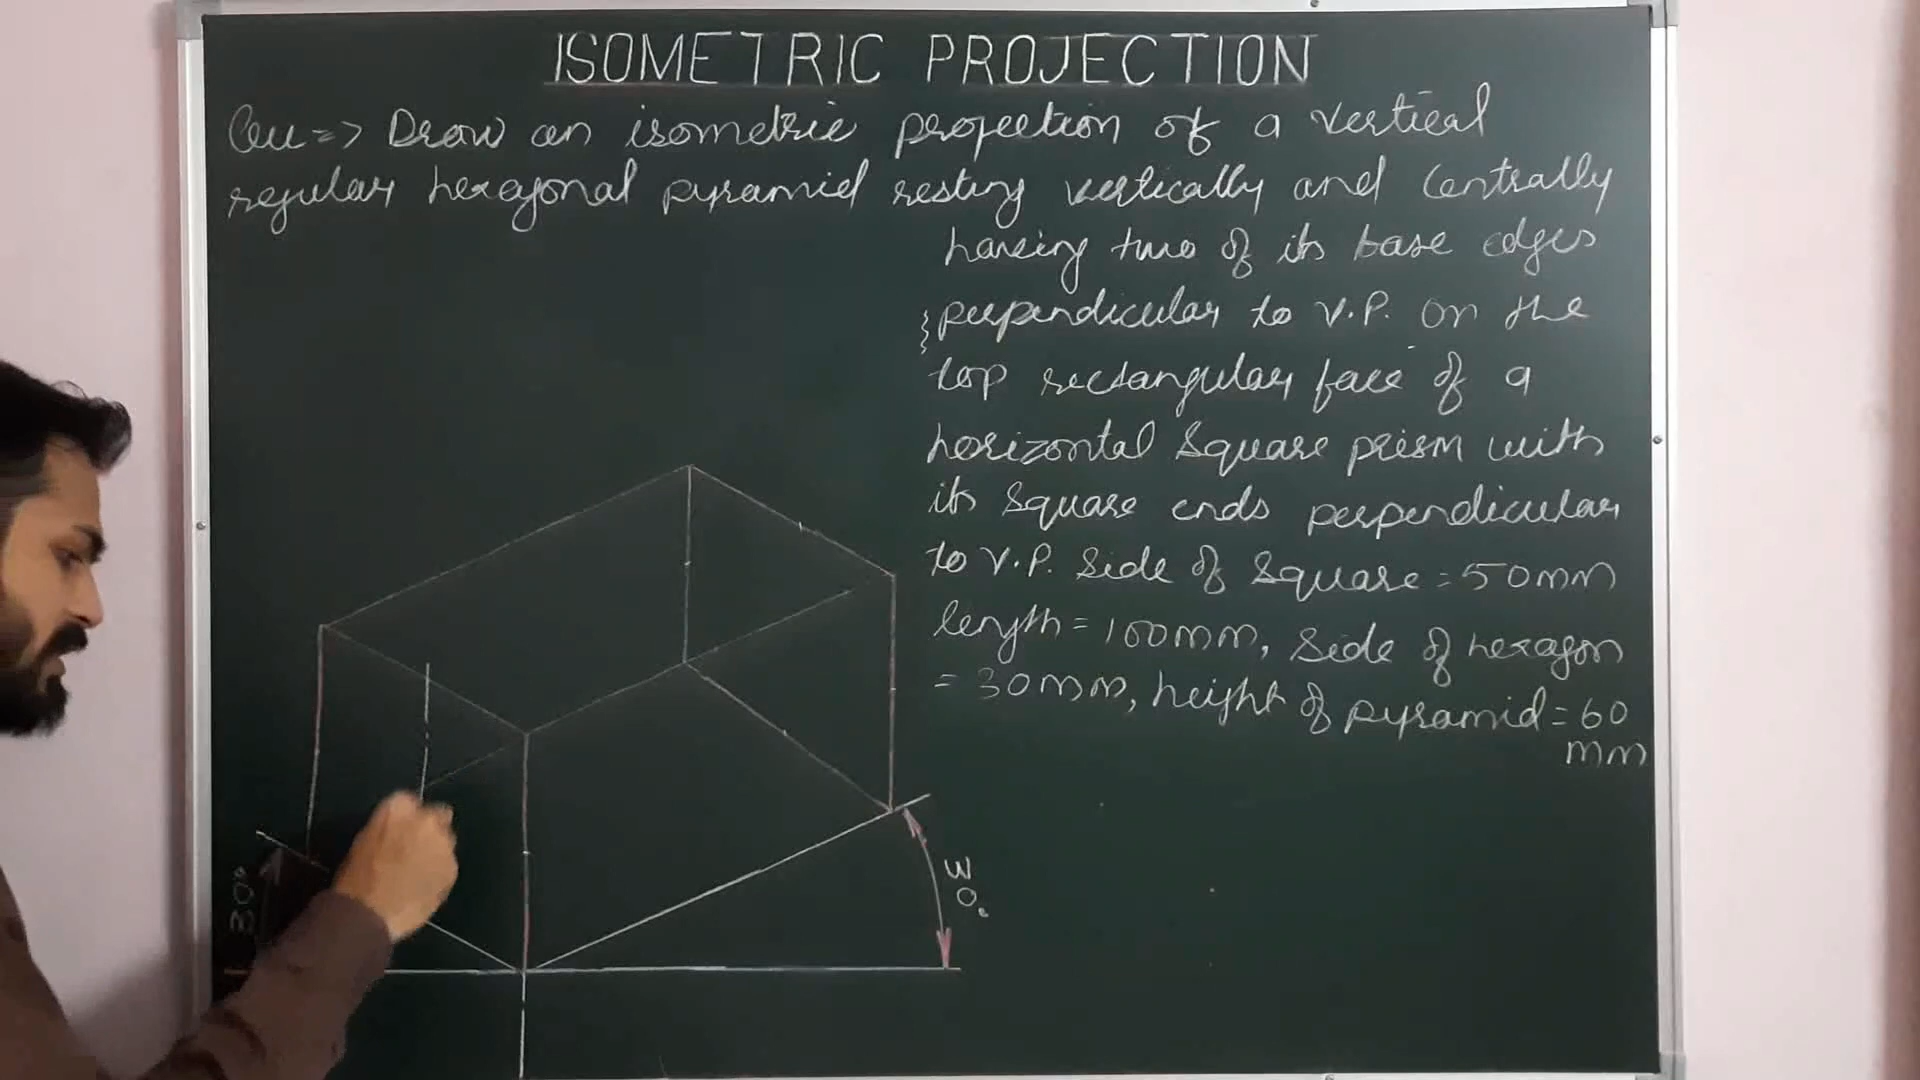 ISOMETRIC PROJECTION
Qu=> Draw an isometric projection of a vertical
regular hexagonal pyramid resting vertically and centrally
having two of its base edges
perpendicular to V.P. on the
top rectangular face of a
horizontal square prism with
its square ends perpendicular
to V.P. Side of square = 50mm
length = 100mm, side of hexagon
= 30mm, height of pyramid = 60
mm
30°
30°